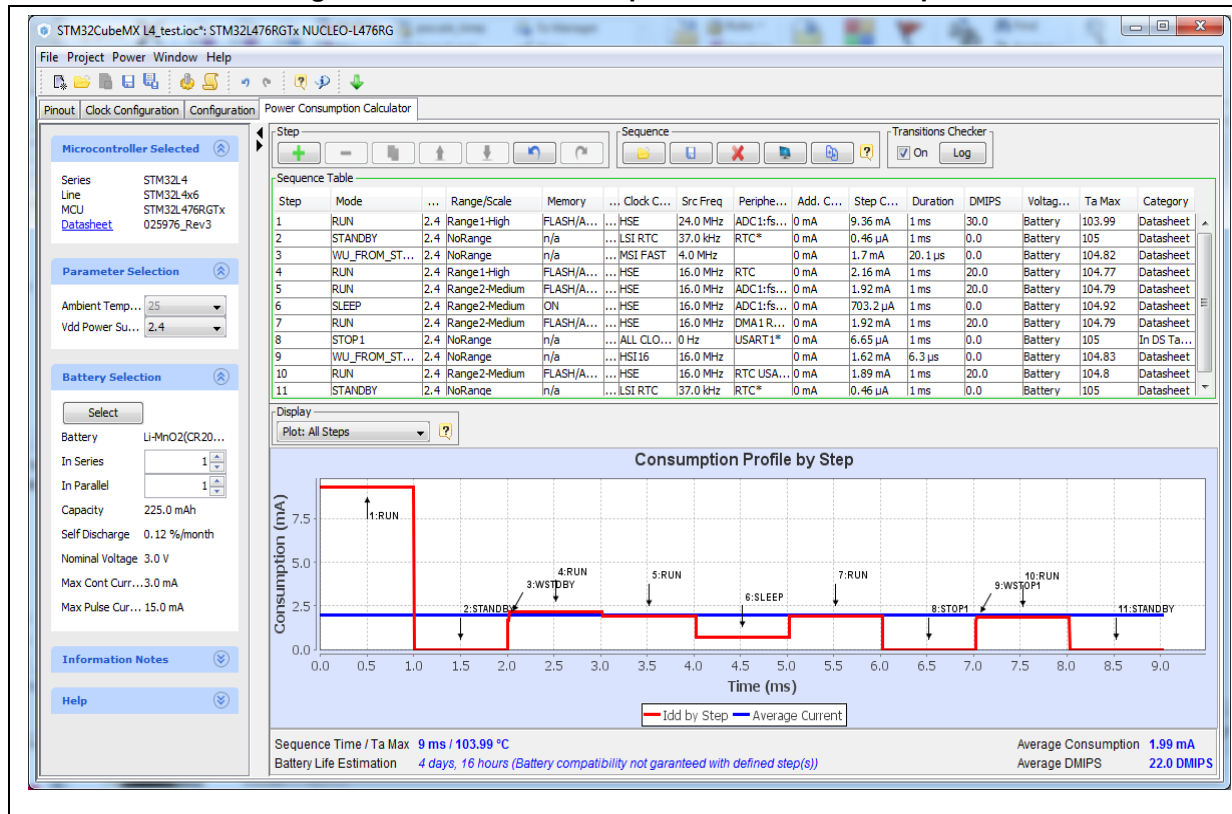 STM32CubeMX L4_test.ioc*: STM32L476RGTx NUCLEO-L476RG
File Project Power Window Help
Pinout Clock Configuration Configuration Power Consumption Calculator
Microcontroller Selected
Series STM32L4
Line STM32L4x6
MCU STM32L476RGTx
Datasheet 025976_Rev3
Parameter Selection
Ambient Temp... 25
Vdd Power Su... 2.4
Battery Selection
Select
Battery Li-MnO2(CR20...
In Series 1
In Parallel 1
Capacity 225.0 mAh
Self Discharge 0.12 %/month
Nominal Voltage 3.0 V
Max Cont Curr...3.0 mA
Max Pulse Cur... 15.0 mA
Information Notes
Help
Step Sequence Transitions Checker
On Log
Sequence Table
Step Mode ... Range/Scale Memory ... Clock C... Src Freq Periphe... Add. C... Step C... Duration DMIPS Voltag... Ta Max Category
1 RUN 2.4 Range1-High FLASH/A... ... HSE 24.0 MHz ADC1:fs... 0 mA 9.36 mA 1 ms 30.0 Battery 103.99 Datasheet
2 STANDBY 2.4 NoRange n/a ... LSI RTC 37.0 kHz RTC* 0 mA 0.46 µA 1 ms 0.0 Battery 105 Datasheet
3 WU_FROM_ST... 2.4 NoRange n/a ... MSI FAST 4.0 MHz 0 mA 1.7 mA 20.1 µs 0.0 Battery 104.82 Datasheet
4 RUN 2.4 Range1-High FLASH/A... ... HSE 16.0 MHz RTC 0 mA 2.16 mA 1 ms 20.0 Battery 104.77 Datasheet
5 RUN 2.4 Range2-Medium FLASH/A... ... HSE 16.0 MHz ADC1:fs... 0 mA 1.92 mA 1 ms 20.0 Battery 104.79 Datasheet
6 SLEEP 2.4 Range2-Medium ON ... HSE 16.0 MHz ADC1:fs... 0 mA 703.2 µA 1 ms 0.0 Battery 104.92 Datasheet
7 RUN 2.4 Range2-Medium FLASH/A... ... HSE 16.0 MHz DMA1 R... 0 mA 1.92 mA 1 ms 20.0 Battery 104.79 Datasheet
8 STOP1 2.4 NoRange n/a ... ALL CLO... 0 Hz USART1* 0 mA 6.65 µA 1 ms 0.0 Battery 105 In DS Ta...
9 WU_FROM_ST... 2.4 NoRange n/a ... HSI16 16.0 MHz 0 mA 1.62 mA 6.3 µs 0.0 Battery 104.83 Datasheet
10 RUN 2.4 Range2-Medium FLASH/A... ... HSE 16.0 MHz RTC USA... 0 mA 1.89 mA 1 ms 20.0 Battery 104.8 Datasheet
11 STANDBY 2.4 NoRange n/a ... LSI RTC 37.0 kHz RTC* 0 mA 0.46 µA 1 ms 0.0 Battery 105 Datasheet
Display
Plot: All Steps
Consumption Profile by Step
Consumption (mA)
7.5
5.0
2.5
0.0
1:RUN
2:STANDBY
3:WSTDBY
4:RUN
5:RUN
6:SLEEP
7:RUN
8:STOP1
9:WSTOP1
10:RUN
11:STANDBY
0.0 0.5 1.0 1.5 2.0 2.5 3.0 3.5 4.0 4.5 5.0 5.5 6.0 6.5 7.0 7.5 8.0 8.5 9.0
Time (ms)
Idd by Step Average Current
Sequence Time / Ta Max 9 ms / 103.99 °C Average Consumption 1.99 mA
Battery Life Estimation 4 days, 16 hours (Battery compatibility not garanteed with defined step(s)) Average DMIPS 22.0 DMIPS